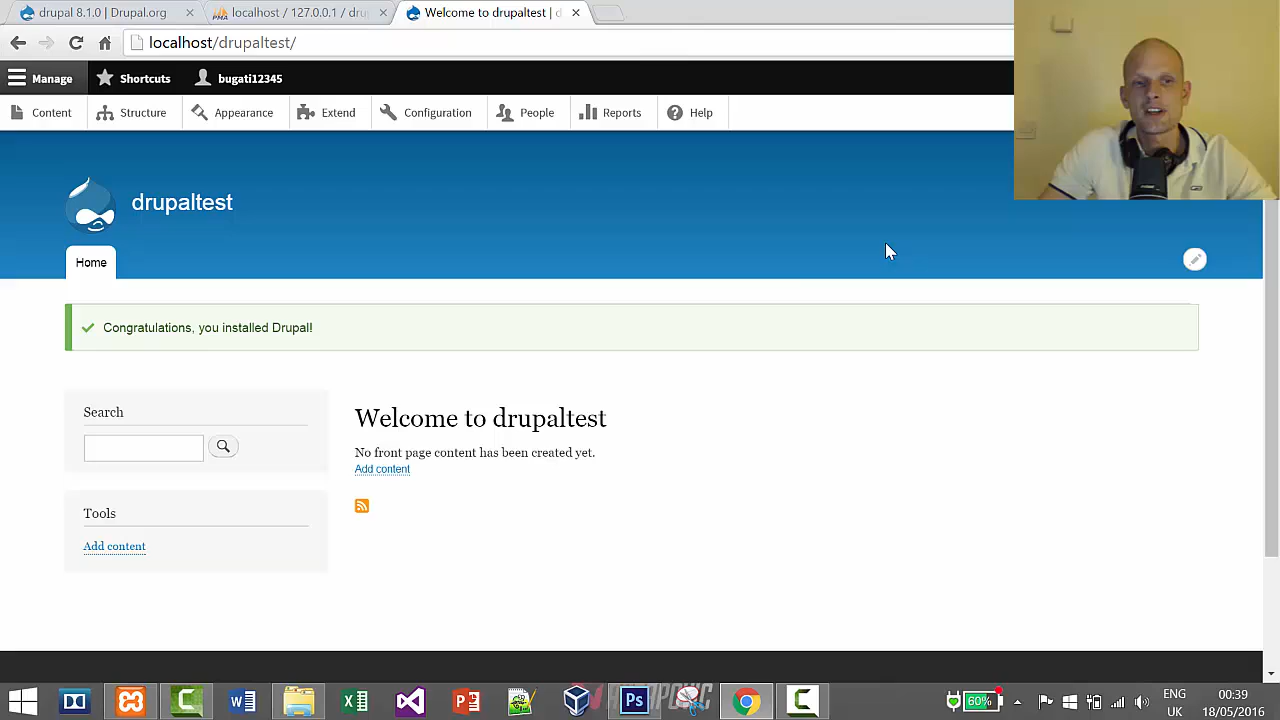 drupal 8.1.0 | Drupal.org
localhost / 127.0.0.1 / dru
Welcome to drupaltest | d
localhost/drupaltest/
Manage
Shortcuts
bugati12345
Content
Structure
Appearance
Extend
Configuration
People
Reports
Help
drupaltest
Home
Congratulations, you installed Drupal!
Search
Welcome to drupaltest
No front page content has been created yet.
Add content
Tools
Add content
60%
ENG
UK
00:39
18/05/2016